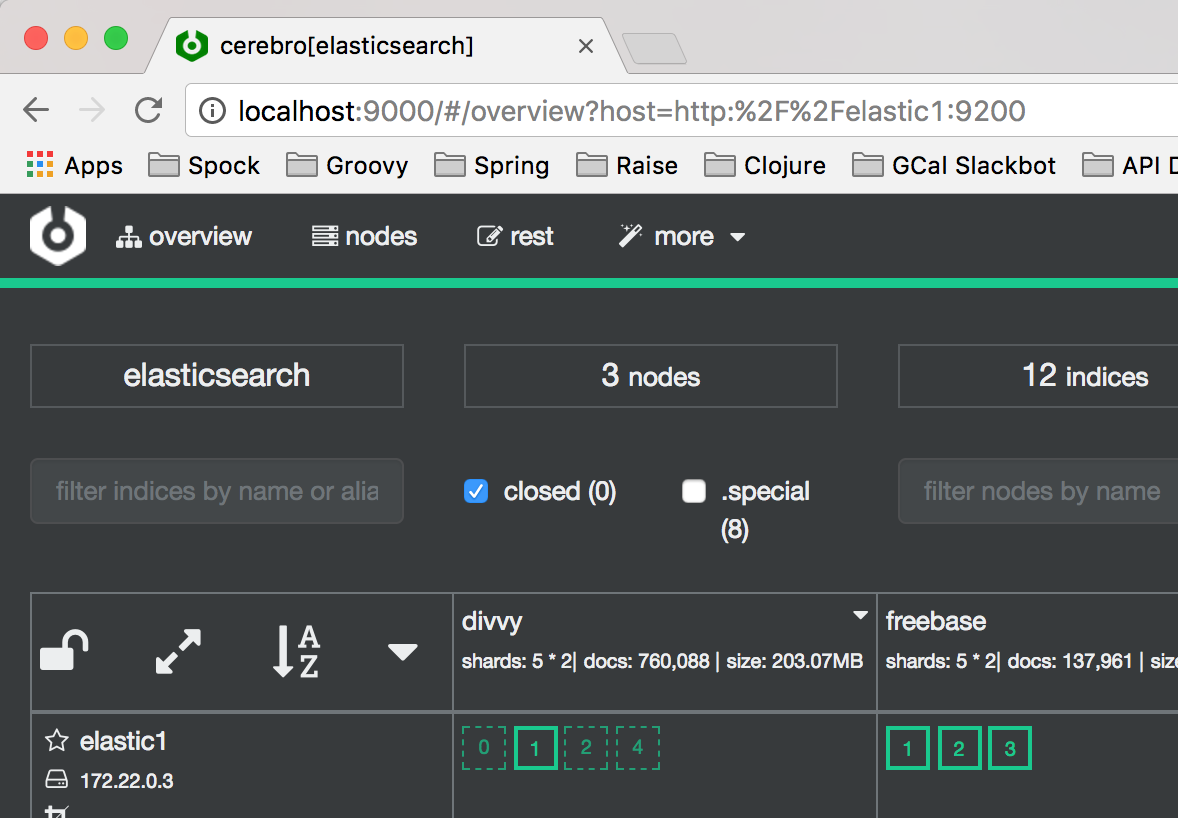 cerebro[elasticsearch]
localhost:9000/#/overview?host=http:%2F%2Felastic1:9200
Apps Spock Groovy Spring Raise Clojure GCal Slackbot API
overview nodes rest more
elasticsearch 3 nodes 12 indices
filter indices by name or alia closed (0) .special (8) filter nodes by name
A
Z
divvy freebase
shards: 5 * 2| docs: 760,088 | size: 203.07MB shards: 5 * 2| docs: 137,961 |
elastic1 0 1 2 4 1 2 3
172.22.0.3